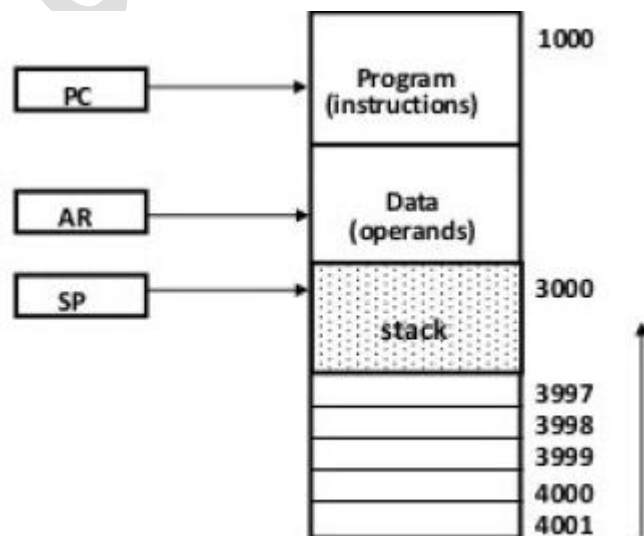 1000
Program
(instructions)
PC
Data
(operands)
AR
SP
3000
stack
3997
3998
3999
4000
4001